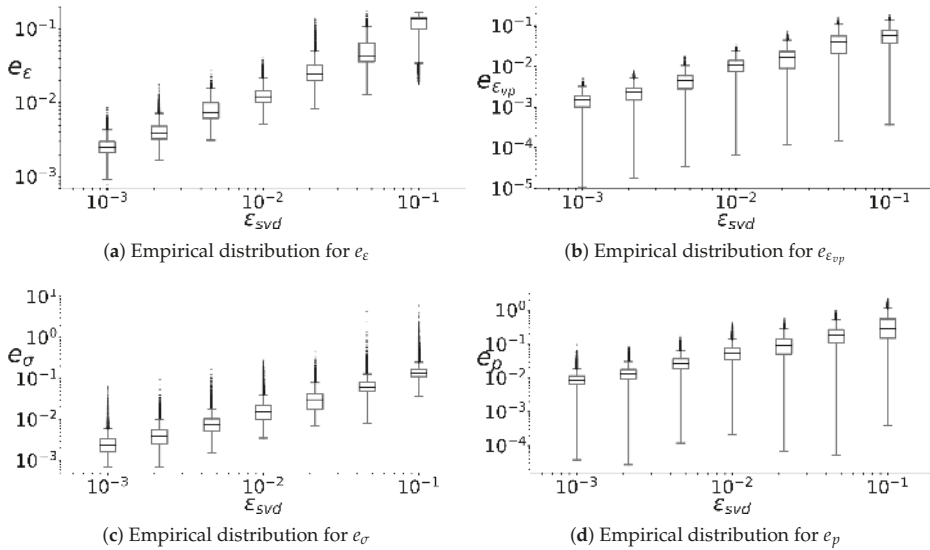 10⁻¹
e_ε
10⁻²
10⁻³
10⁻³ 10⁻² 10⁻¹
ε_svd
(a) Empirical distribution for e_ε
10⁻¹
10⁻²
e_ε_vp
10⁻³
10⁻⁴
10⁻⁵
10⁻³ 10⁻² 10⁻¹
ε_svd
(b) Empirical distribution for e_ε_vp
10¹
10⁰
e_σ
10⁻¹
10⁻²
10⁻³
10⁻³ 10⁻² 10⁻¹
ε_svd
(c) Empirical distribution for e_σ
10⁰
10⁻¹
e_p
10⁻²
10⁻³
10⁻⁴
10⁻³ 10⁻² 10⁻¹
ε_svd
(d) Empirical distribution for e_p